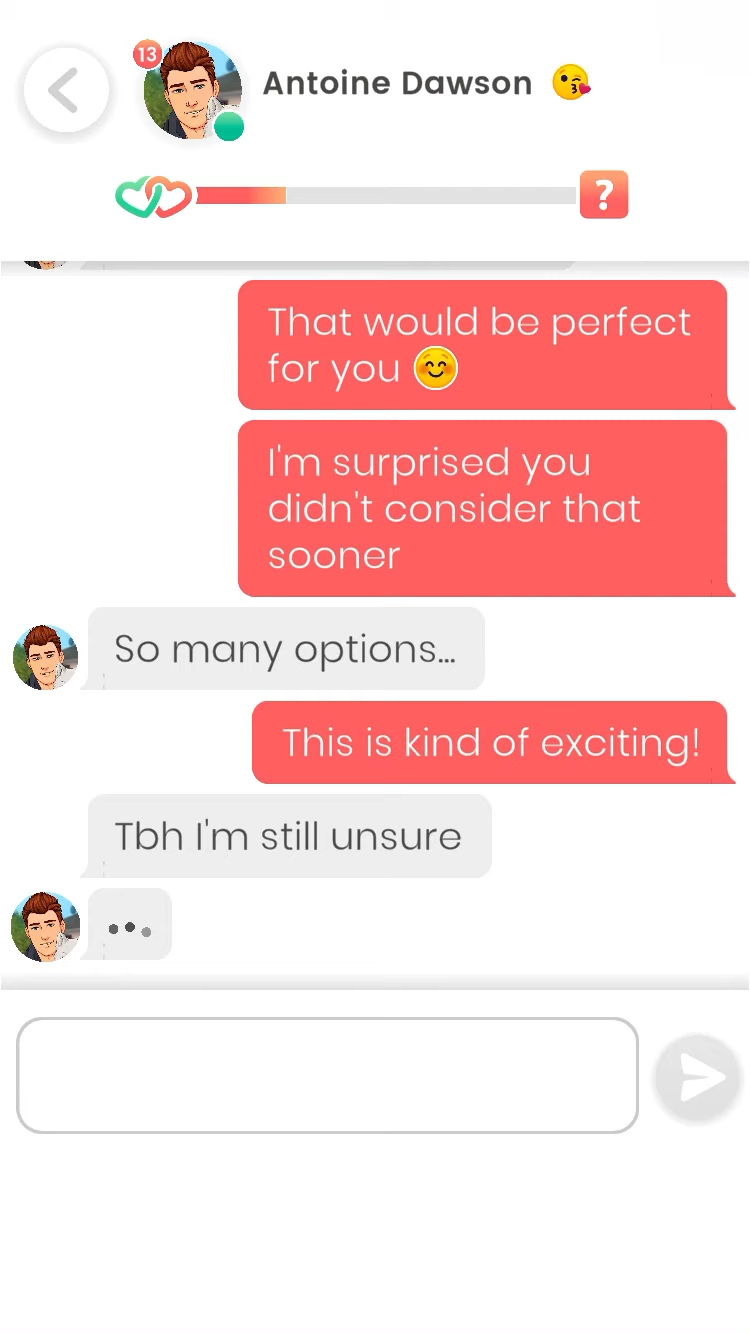 13
Antoine Dawson 😘
?
That would be perfect
for you 😊
I'm surprised you
didn't consider that
sooner
So many options...
This is kind of exciting!
Tbh I'm still unsure